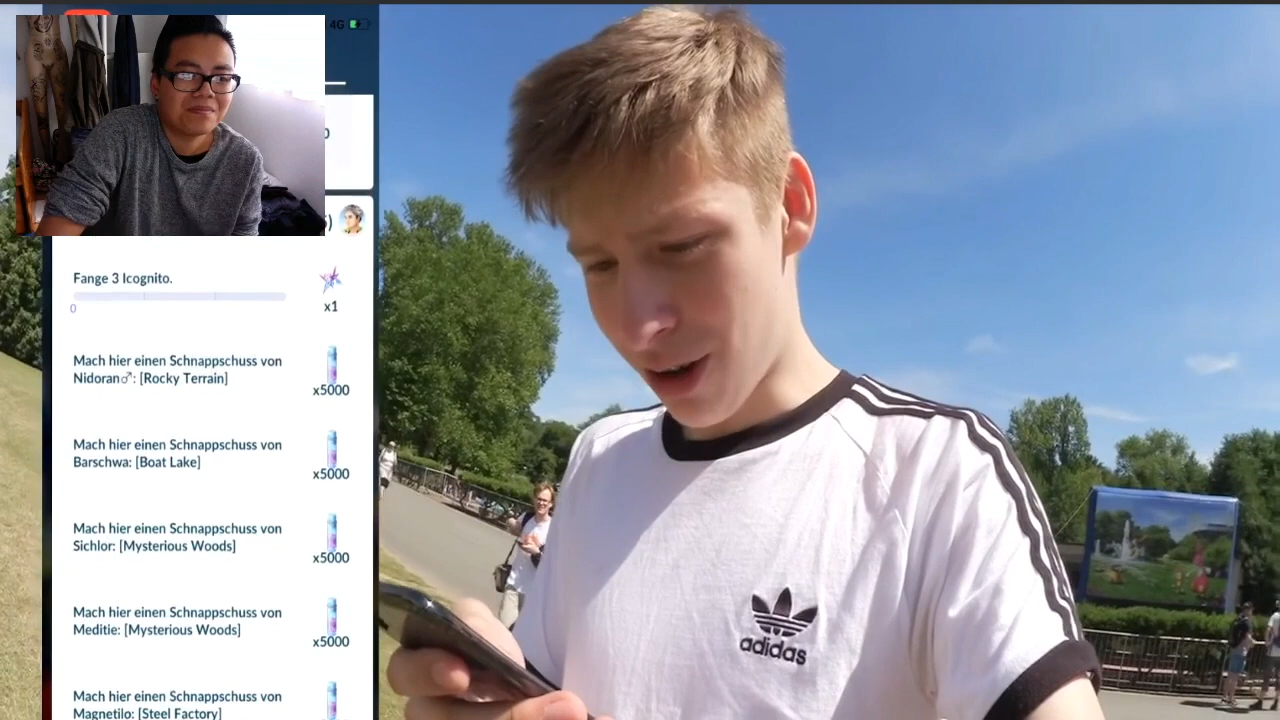 4G
Fange 3 Icognito.
x1
0
Mach hier einen Schnappschuss von
Nidoran♂: [Rocky Terrain]
x5000
Mach hier einen Schnappschuss von
Barschwa: [Boat Lake]
x5000
Mach hier einen Schnappschuss von
Sichlor: [Mysterious Woods]
x5000
Mach hier einen Schnappschuss von
Meditie: [Mysterious Woods]
x5000
Mach hier einen Schnappschuss von
Magnetilo: [Steel Factory]
adidas